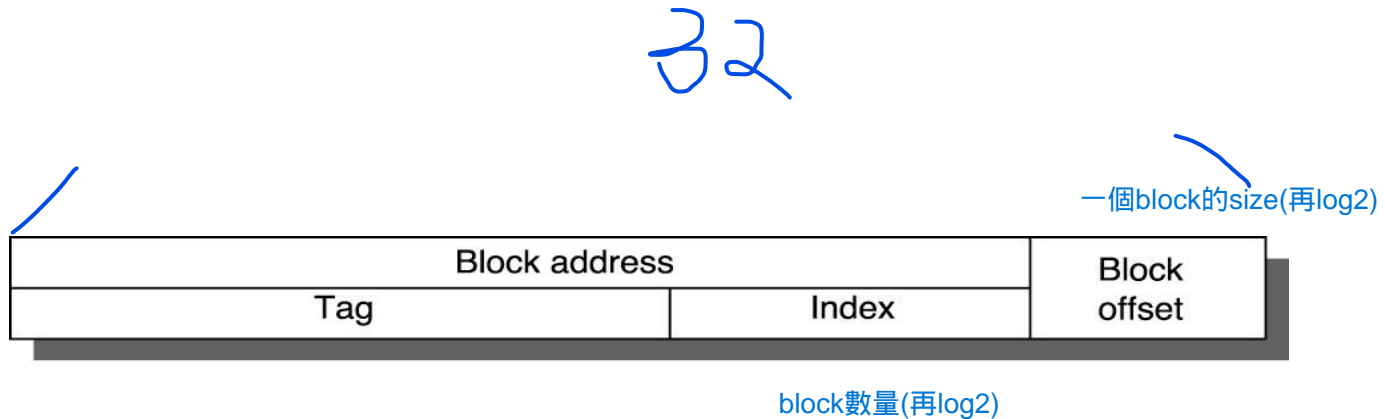 32
一個block的size(再log2)
Block address
Block offset
Tag
Index
block數量(再log2)